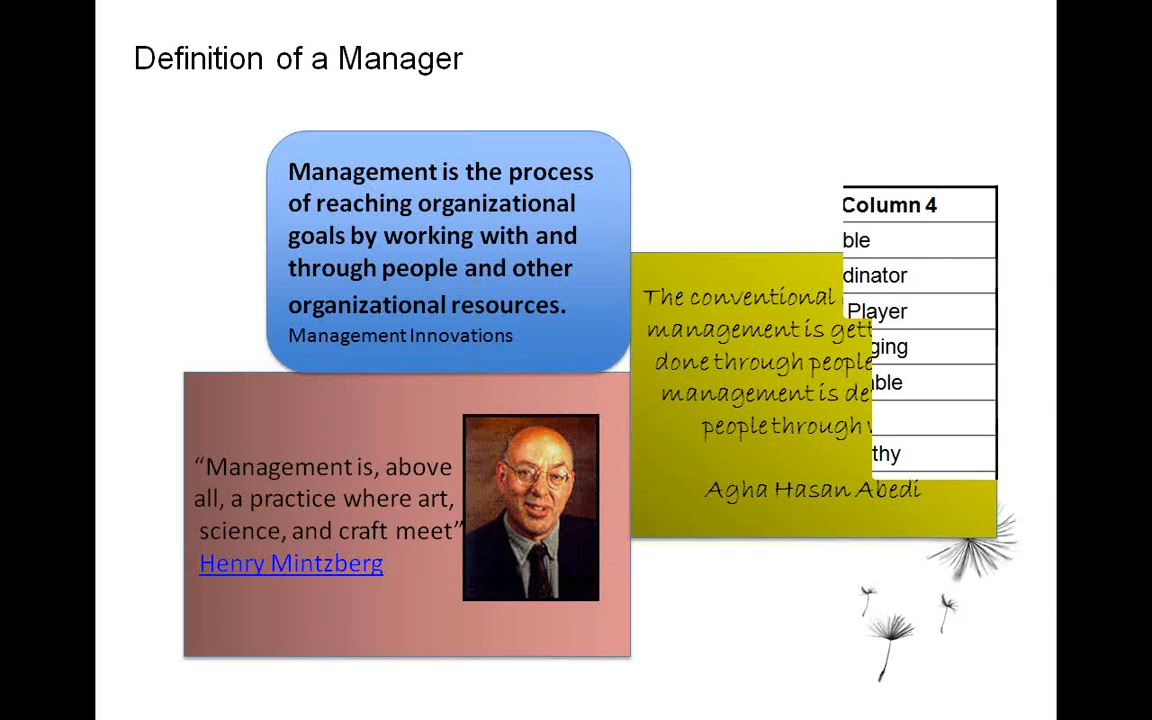 Definition of a Manager
Management is the process
of reaching organizational
goals by working with and
through people and other
organizational resources.
Management Innovations
Column 4
ble
dinator
Player
ging
ble
thy
The conventional
management is gett
done through people
management is de
people through
Agha Hasan Abedi
“Management is, above
all, a practice where art,
science, and craft meet”
Henry Mintzberg